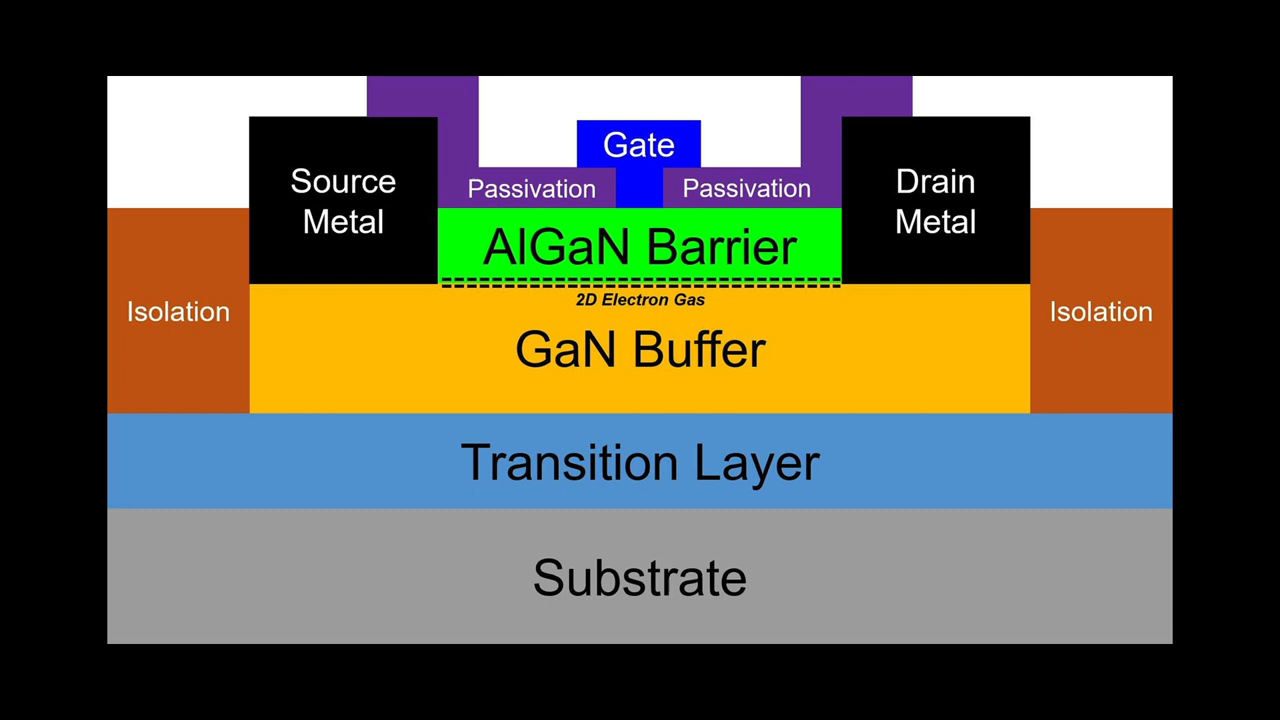 Gate
Source
Metal
Passivation
Passivation
Drain
Metal
AlGaN Barrier
2D Electron Gas
Isolation
Isolation
GaN Buffer
Transition Layer
Substrate